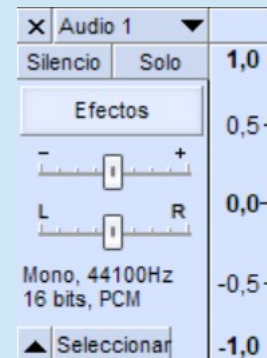 × Audio 1 ▼
Silencio Solo
Efectos
- +
L R
Mono, 44100Hz
16 bits, PCM
▲ Seleccionar
1,0
0,5
0,0
-0,5
-1,0